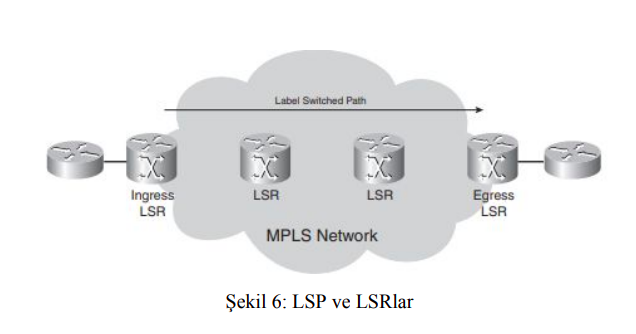 Label Switched Path
Ingress
LSR
LSR
LSR
Egress
LSR
MPLS Network
Şekil 6: LSP ve LSRlar